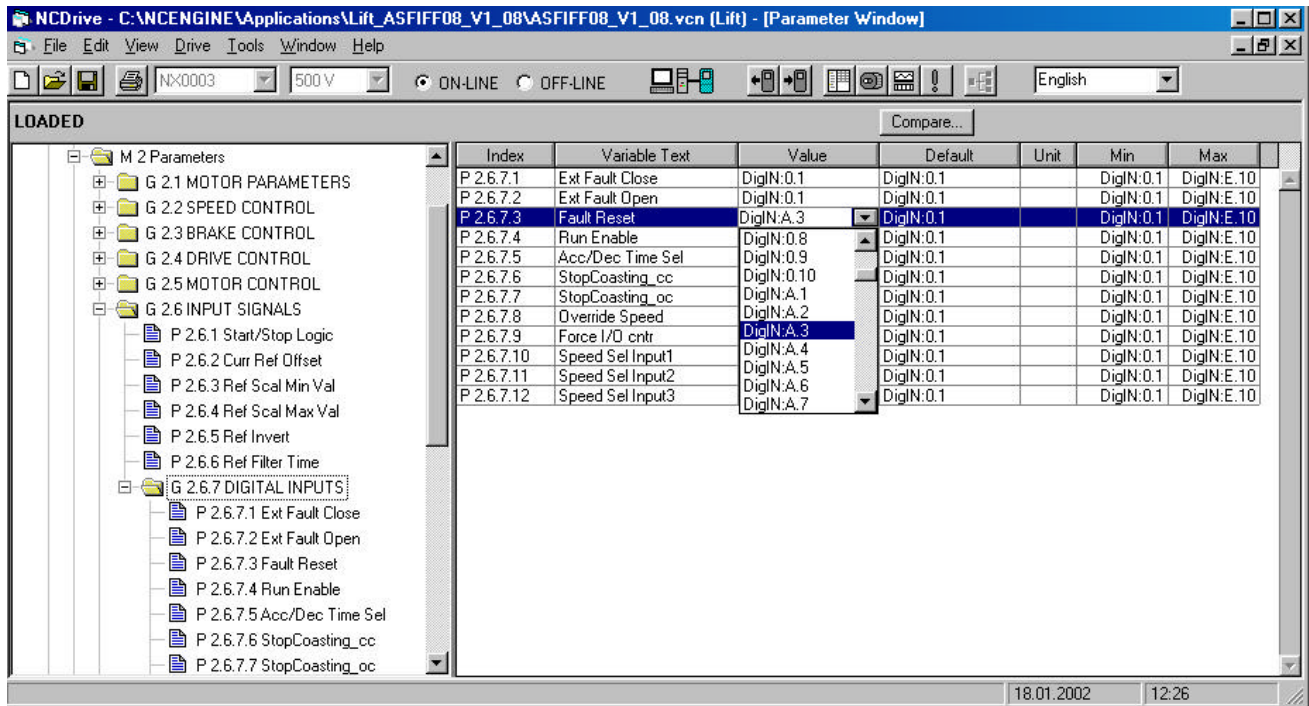 NCDrive - C:\NCENGINE\Applications\Lift_ASFIFF08_V1_08\ASFIFF08_V1_08.vcn (Lift) - [Parameter Window]
File Edit View Drive Tools Window Help
NX0003 500 V ON-LINE OFF-LINE English
LOADED Compare...
M 2 Parameters
G 2.1 MOTOR PARAMETERS
G 2.2 SPEED CONTROL
G 2.3 BRAKE CONTROL
G 2.4 DRIVE CONTROL
G 2.5 MOTOR CONTROL
G 2.6 INPUT SIGNALS
P 2.6.1 Start/Stop Logic
P 2.6.2 Curr Ref Offset
P 2.6.3 Ref Scal Min Val
P 2.6.4 Ref Scal Max Val
P 2.6.5 Ref Invert
P 2.6.6 Ref Filter Time
G 2.6.7 DIGITAL INPUTS
P 2.6.7.1 Ext Fault Close
P 2.6.7.2 Ext Fault Open
P 2.6.7.3 Fault Reset
P 2.6.7.4 Run Enable
P 2.6.7.5 Acc/Dec Time Sel
P 2.6.7.6 StopCoasting_cc
P 2.6.7.7 StopCoasting_oc
Index Variable Text Value Default Unit Min Max
P 2.6.7.1 Ext Fault Close DigIN:0.1 DigIN:0.1 DigIN:0.1 DigIN:E.10
P 2.6.7.2 Ext Fault Open DigIN:0.1 DigIN:0.1 DigIN:0.1 DigIN:E.10
P 2.6.7.3 Fault Reset DigIN:A.3 DigIN:0.1 DigIN:0.1 DigIN:E.10
P 2.6.7.4 Run Enable DigIN:0.1 DigIN:0.1 DigIN:E.10
P 2.6.7.5 Acc/Dec Time Sel DigIN:0.1 DigIN:0.1 DigIN:E.10
P 2.6.7.6 StopCoasting_cc DigIN:0.1 DigIN:0.1 DigIN:E.10
P 2.6.7.7 StopCoasting_oc DigIN:0.1 DigIN:0.1 DigIN:E.10
P 2.6.7.8 Override Speed DigIN:0.1 DigIN:0.1 DigIN:E.10
P 2.6.7.9 Force I/O cntr DigIN:0.1 DigIN:0.1 DigIN:E.10
P 2.6.7.10 Speed Sel Input1 DigIN:0.1 DigIN:0.1 DigIN:E.10
P 2.6.7.11 Speed Sel Input2 DigIN:0.1 DigIN:0.1 DigIN:E.10
P 2.6.7.12 Speed Sel Input3 DigIN:0.1 DigIN:0.1 DigIN:E.10
DigIN:0.8
DigIN:0.9
DigIN:0.10
DigIN:A.1
DigIN:A.2
DigIN:A.3
DigIN:A.4
DigIN:A.5
DigIN:A.6
DigIN:A.7
18.01.2002 12:26